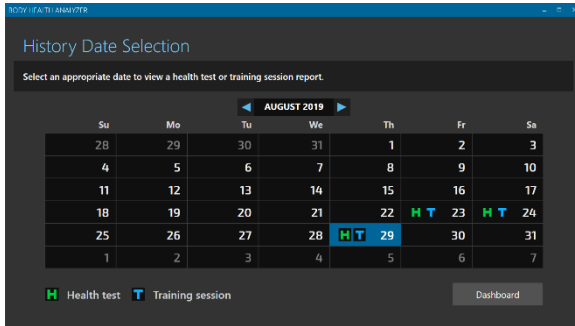 BODY HEALTH ANALYZER
History Date Selection
Select an appropriate date to view a health test or training session report.
AUGUST 2019
Su Mo Tu We Th Fr Sa
28 29 30 31 1 2 3
4 5 6 7 8 9 10
11 12 13 14 15 16 17
18 19 20 21 22 H T 23 H T 24
25 26 27 28 H T 29 30 31
1 2 3 4 5 6 7
H Health test T Training session Dashboard